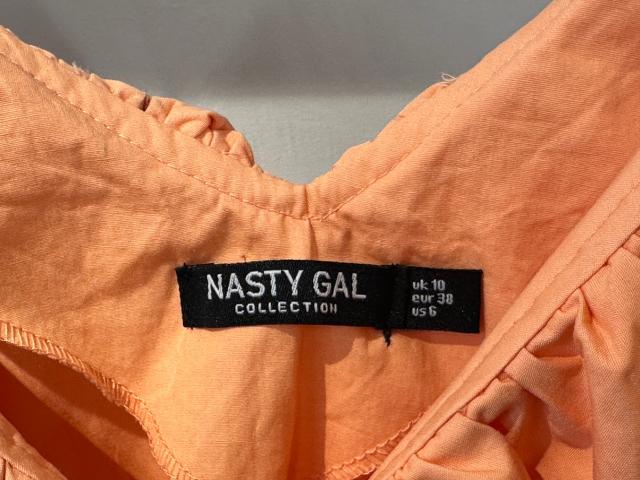 NASTY GAL
COLLECTION
uk 10
eur 38
us 6